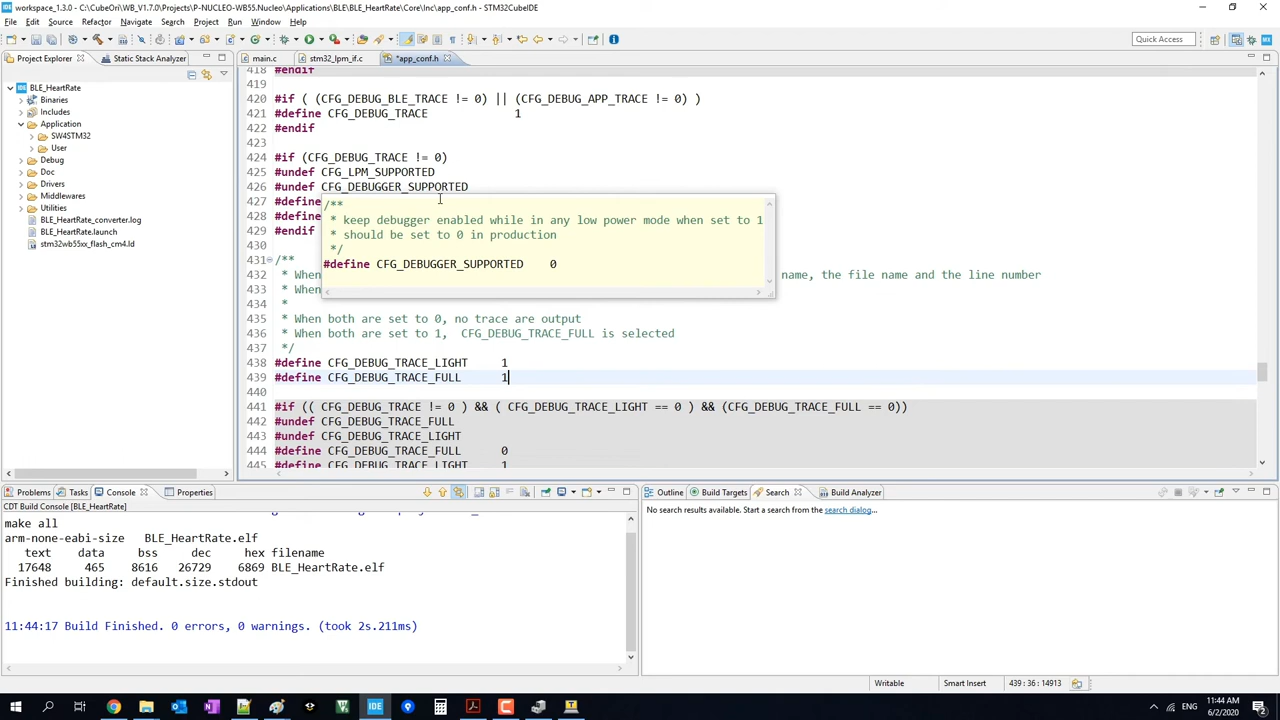 workspace_1.3.0 - C:\CubeOri\WB_V1.7.0\Projects\P-NUCLEO-WB55.Nucleo\Applications\BLE\BLE_HeartRate\Core\Inc\app_conf.h - STM32CubeIDE
File Edit Source Refactor Navigate Search Project Run Window Help
Quick Access
Project Explorer Static Stack Analyzer
main.c stm32_lpm_if.c *app_conf.h
BLE_HeartRate
Binaries
Includes
Application
SW4STM32
User
Debug
Doc
Drivers
Middlewares
Utilities
BLE_HeartRate_converter.log
BLE_HeartRate.launch
stm32wb55xx_flash_cm4.ld
418 #endif
419
420 #if ( (CFG_DEBUG_BLE_TRACE != 0) || (CFG_DEBUG_APP_TRACE != 0) )
421 #define CFG_DEBUG_TRACE 1
422 #endif
423
424 #if (CFG_DEBUG_TRACE != 0)
425 #undef CFG_LPM_SUPPORTED
426 #undef CFG_DEBUGGER_SUPPORTED
427 #define
428 #define
429 #endif
430
431 /**
432 * When name, the file name and the line number
433 * When
434 *
435 * When both are set to 0, no trace are output
436 * When both are set to 1, CFG_DEBUG_TRACE_FULL is selected
437 */
438 #define CFG_DEBUG_TRACE_LIGHT 1
439 #define CFG_DEBUG_TRACE_FULL 1
440
441 #if (( CFG_DEBUG_TRACE != 0 ) && ( CFG_DEBUG_TRACE_LIGHT == 0 ) && (CFG_DEBUG_TRACE_FULL == 0))
442 #undef CFG_DEBUG_TRACE_FULL
443 #undef CFG_DEBUG_TRACE_LIGHT
444 #define CFG_DEBUG_TRACE_FULL 0
445 #define CFG_DEBUG_TRACE_LIGHT 1
/**
* keep debugger enabled while in any low power mode when set to 1
* should be set to 0 in production
*/
#define CFG_DEBUGGER_SUPPORTED 0
Problems Tasks Console Properties
CDT Build Console [BLE_HeartRate]
make all
arm-none-eabi-size BLE_HeartRate.elf
text data bss dec hex filename
17648 465 8616 26729 6869 BLE_HeartRate.elf
Finished building: default.size.stdout
11:44:17 Build Finished. 0 errors, 0 warnings. (took 2s.211ms)
Outline Build Targets Search Build Analyzer
No search results available. Start a search from the search dialog...
Writable Smart Insert 439 : 36 : 14913
IDE
ENG 11:44 AM
6/2/2020
2